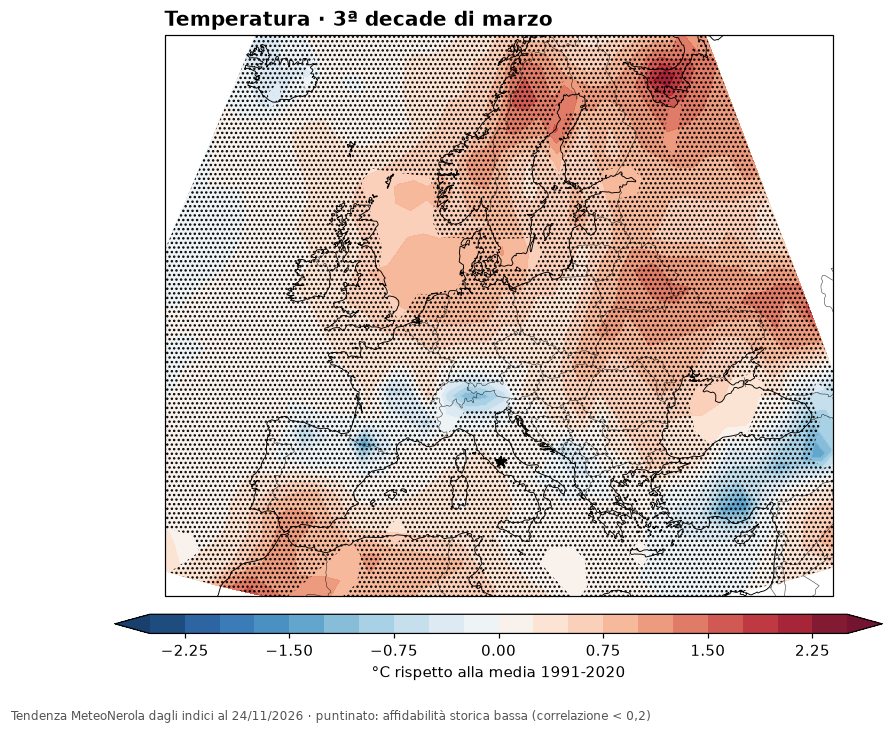 Temperatura · 3ª decade di marzo
−2.25 −1.50 −0.75 0.00 0.75 1.50 2.25
°C rispetto alla media 1991-2020
Tendenza MeteoNerola dagli indici al 24/11/2026 · puntinato: affidabilità storica bassa (correlazione < 0,2)